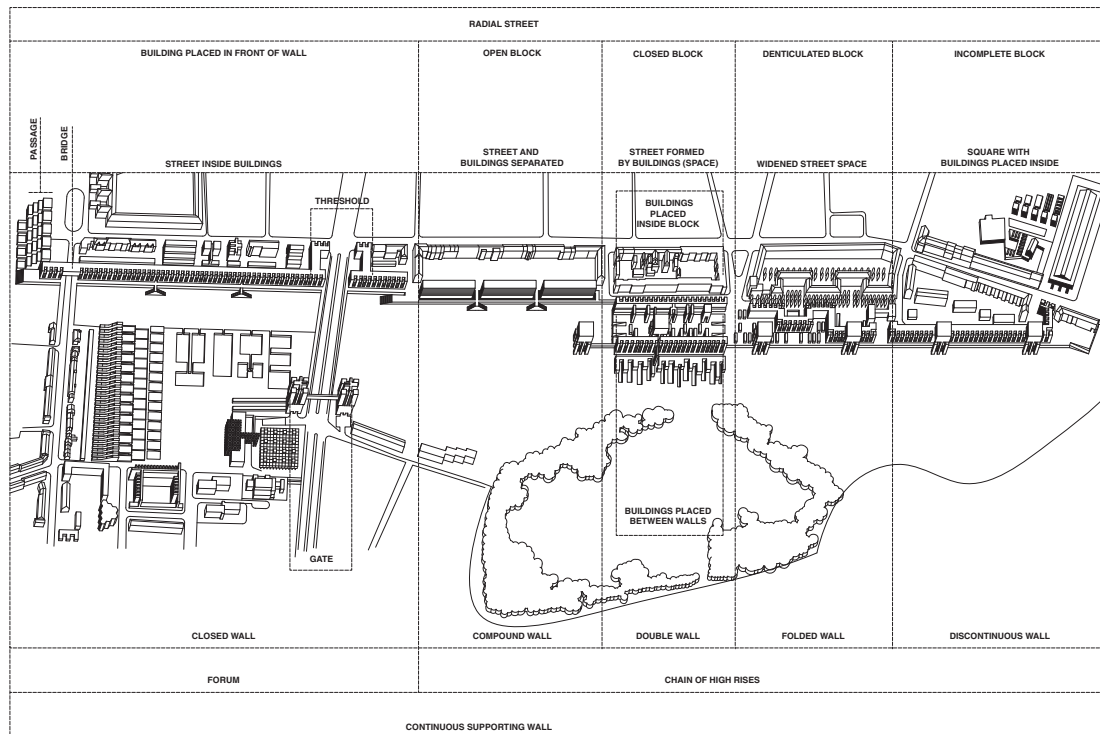 RADIAL STREET
BUILDING PLACED IN FRONT OF WALL
OPEN BLOCK
CLOSED BLOCK
DENTICULATED BLOCK
INCOMPLETE BLOCK
PASSAGE
BRIDGE
STREET INSIDE BUILDINGS
STREET AND
BUILDINGS SEPARATED
STREET FORMED
BY BUILDINGS (SPACE)
WIDENED STREET SPACE
SQUARE WITH
BUILDINGS PLACED INSIDE
THRESHOLD
BUILDINGS
PLACED
INSIDE BLOCK
BUILDINGS PLACED
BETWEEN WALLS
GATE
CLOSED WALL
COMPOUND WALL
DOUBLE WALL
FOLDED WALL
DISCONTINUOUS WALL
FORUM
CHAIN OF HIGH RISES
CONTINUOUS SUPPORTING WALL